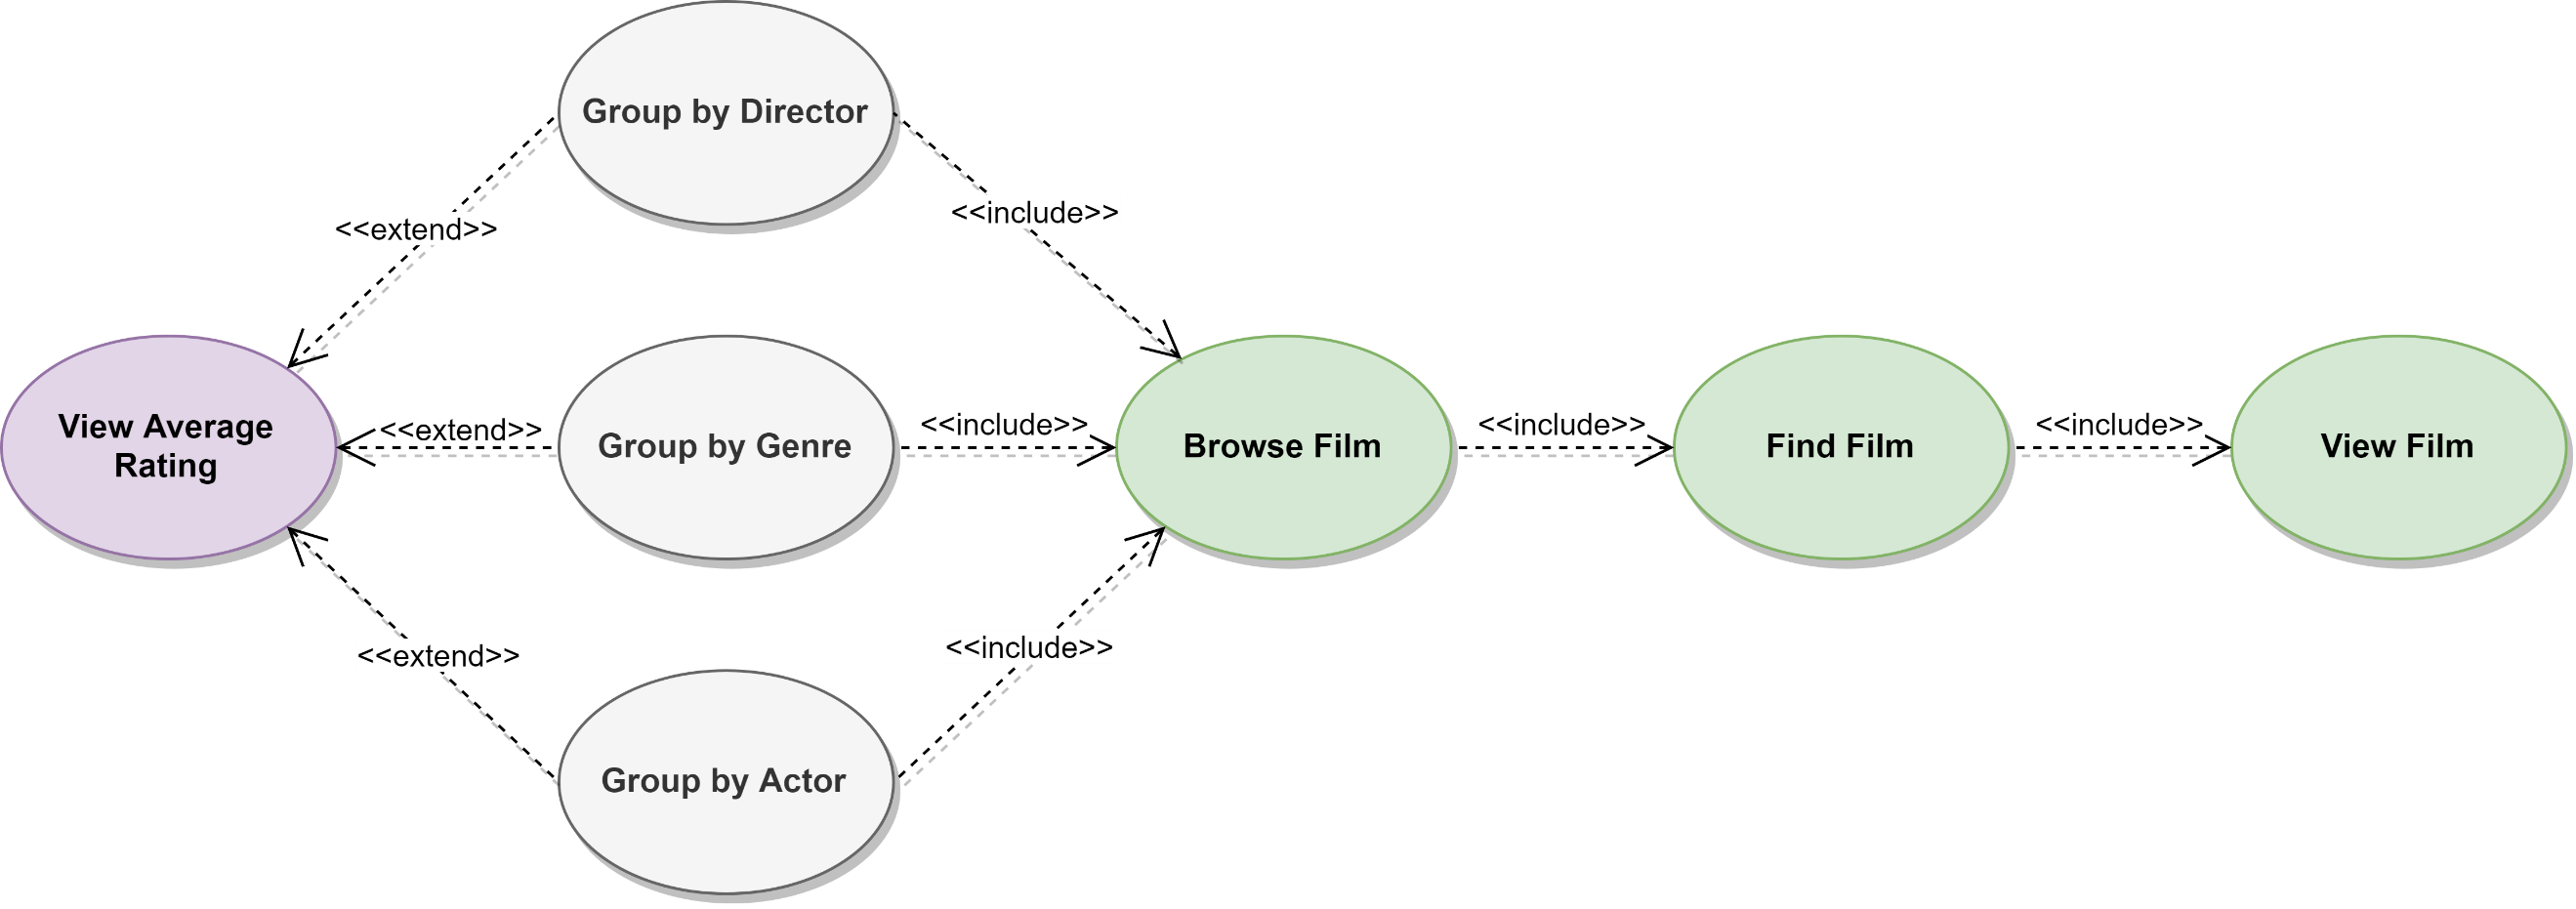 Group by Director
<<extend>>
<<include>>
View Average
Rating
<<extend>>
Group by Genre
<<include>>
Browse Film
<<include>>
Find Film
<<include>>
View Film
<<extend>>
<<include>>
Group by Actor